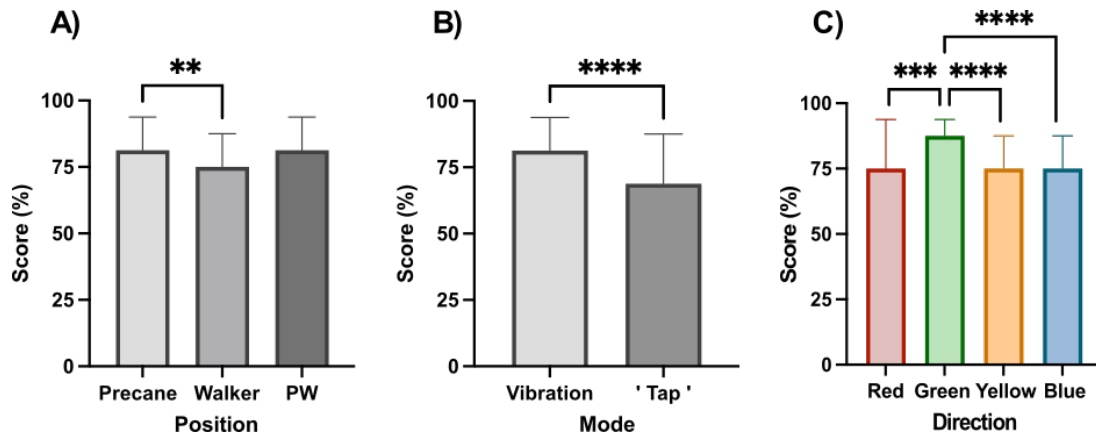 A)
**
Score (%)
100
75
50
25
0
Precane Walker PW
Position
B)
****
Score (%)
100
75
50
25
0
Vibration ' Tap '
Mode
C)
****
*** ****
Score (%)
100
75
50
25
0
Red Green Yellow Blue
Direction